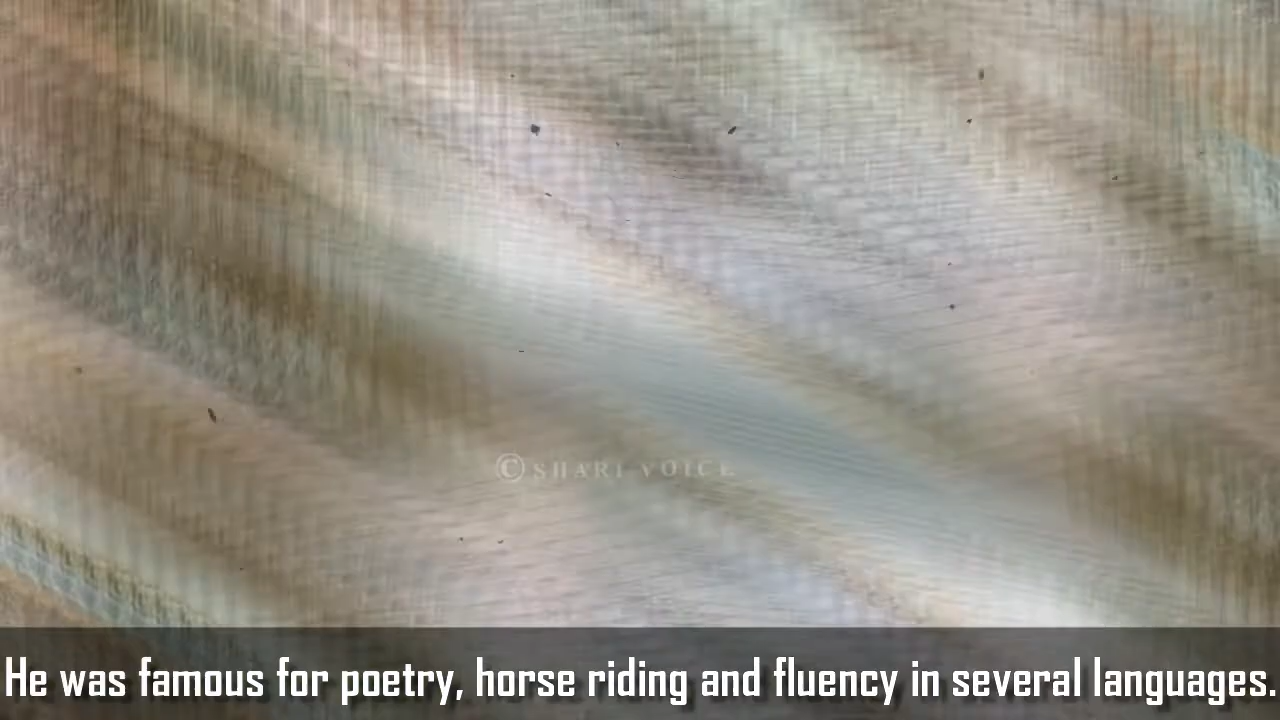 © SHARI VOICE
He was famous for poetry, horse riding and fluency in several languages.